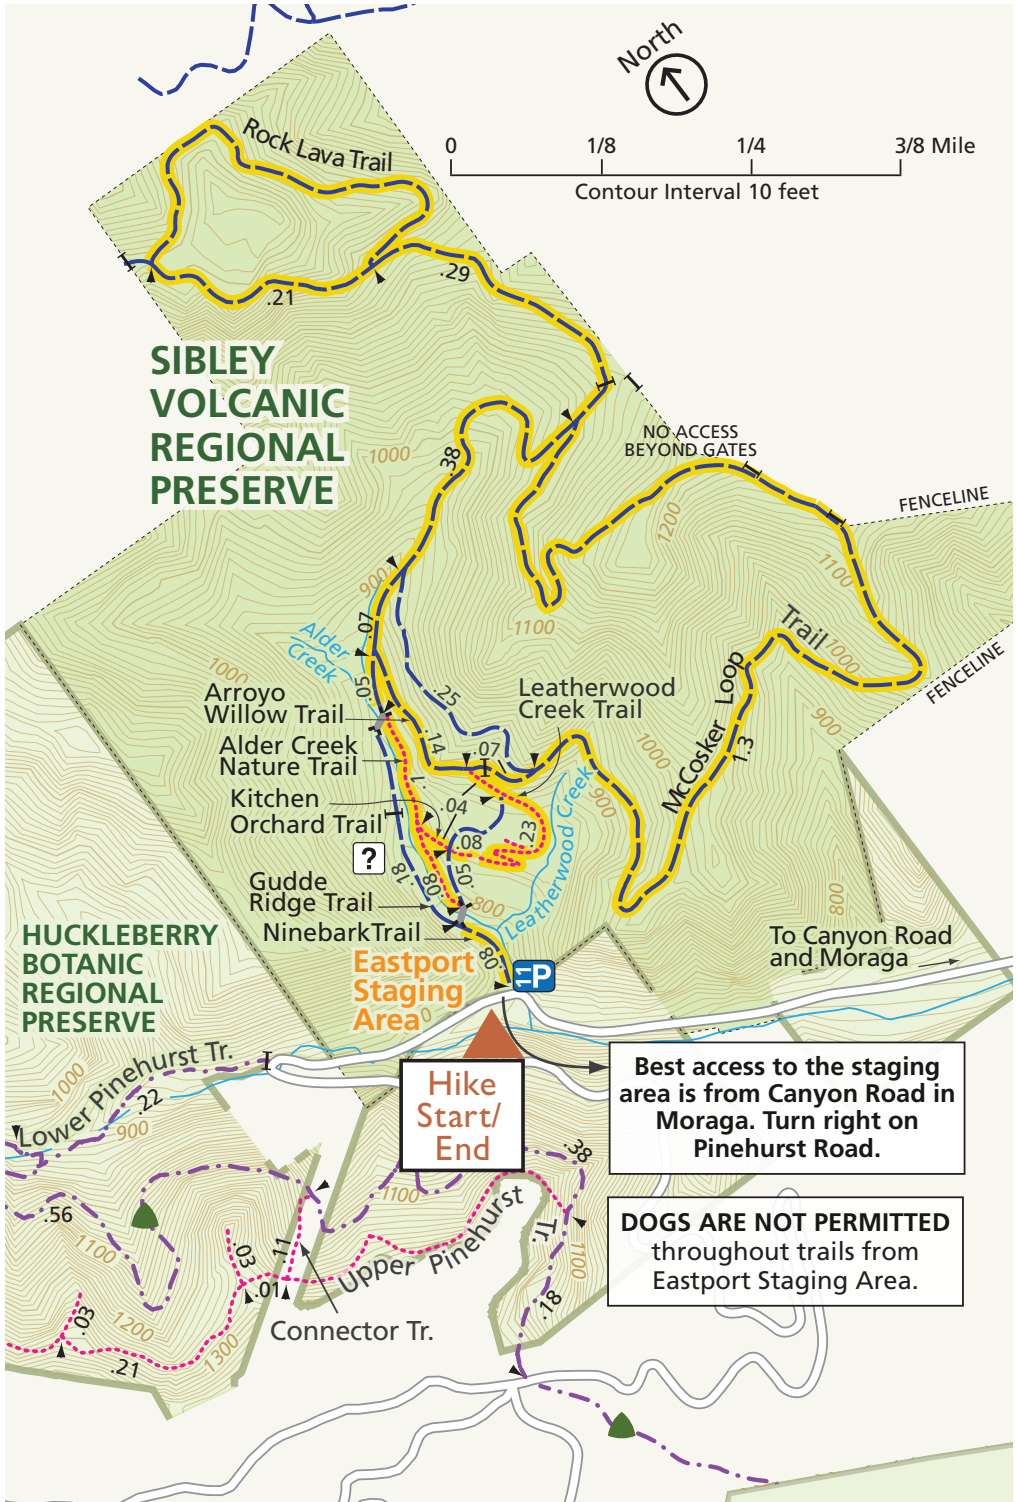 North
0 1/8 1/4 3/8 Mile
Contour Interval 10 feet
Rock Lava Trail
.29
.21
SIBLEY
VOLCANIC
REGIONAL
PRESERVE
1000
.38
NO ACCESS
BEYOND GATES
FENCELINE
1200
1100
900
.07
1100
Alder
Creek
1000
Trail
1000
FENCELINE
.05
.25
Arroyo
Willow Trail
Leatherwood
Creek Trail
McCosker Loop
900
.14
.07
1000
1.3
Alder Creek
Nature Trail
.1
Kitchen
Orchard Trail
.04
900
.23
.08
?
.18
.08
.05
Leatherwood Creek
Gudde
Ridge Trail
800
800
Ninebark Trail
.08
HUCKLEBERRY
BOTANIC
REGIONAL
PRESERVE
Eastport
Staging
Area
P
To Canyon Road
and Moraga
Lower Pinehurst Tr.
1000
.22
900
Hike
Start/
End
Best access to the staging
area is from Canyon Road in
Moraga. Turn right on
Pinehurst Road.
.38
1100
.56
1100
DOGS ARE NOT PERMITTED
throughout trails from
Eastport Staging Area.
Upper Pinehurst Tr.
1100
.03
.11
.01
.18
.03
1200
1300
.21
Connector Tr.